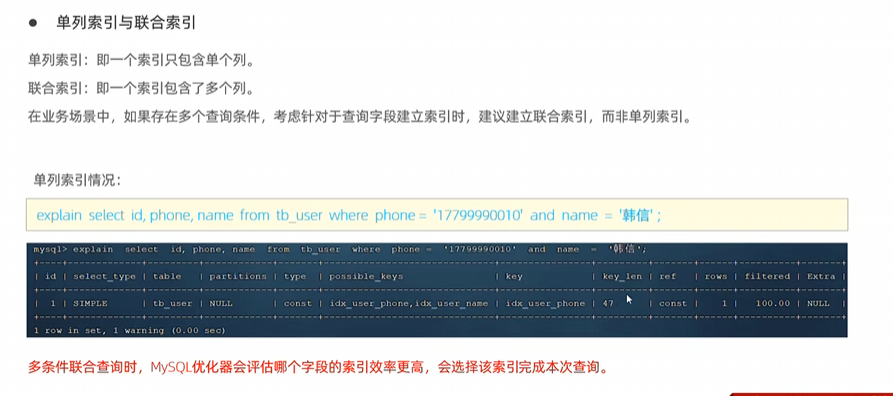 ● 单列索引与联合索引
单列索引：即一个索引只包含单个列。
联合索引：即一个索引包含了多个列。
在业务场景中，如果存在多个查询条件，考虑针对于查询字段建立索引时，建议建立联合索引，而非单列索引。
单列索引情况：
explain select id, phone, name from tb_user where phone = '17799990010' and name = '韩信' ;
mysql> explain select id, phone, name from tb_user where phone = '17799990010' and name = '韩信';
| id | select_type | table | partitions | type | possible_keys | key | key_len | ref | rows | filtered | Extra |
| 1 | SIMPLE | tb_user | NULL | const | idx_user_phone,idx_user_name | idx_user_phone | 47 | const | 1 | 100.00 | NULL |
1 row in set, 1 warning (0.00 sec)
多条件联合查询时，MySQL优化器会评估哪个字段的索引效率更高，会选择该索引完成本次查询。